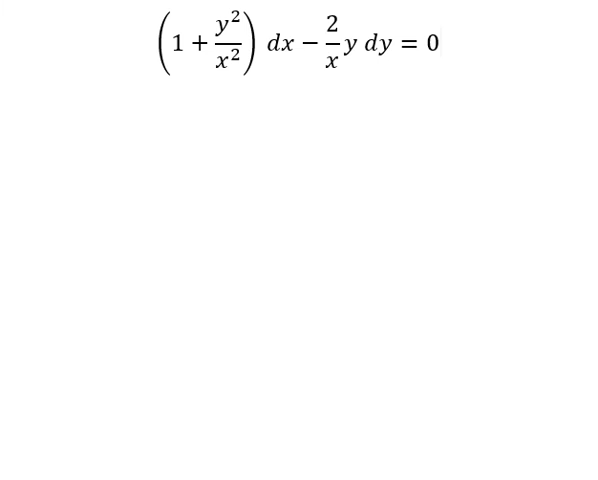 (1 + y²/x²) dx − 2/x y dy = 0